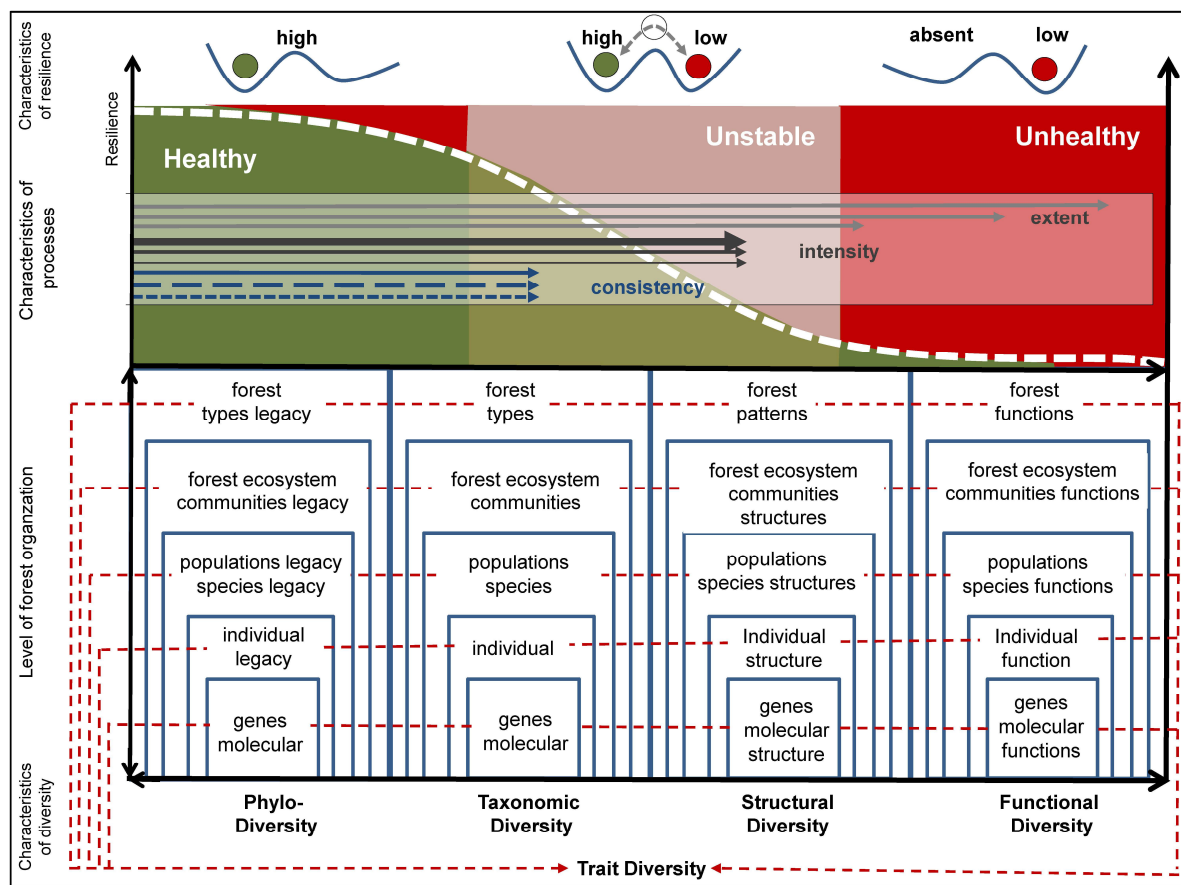 Characteristics
of resilience
high
high
low
absent
low
Resilience
Healthy
Unstable
Unhealthy
Characteristics of
processes
extent
intensity
consistency
Level of forest organization
forest
types legacy
forest
types
forest
patterns
forest
functions
forest ecosystem
communities legacy
forest ecosystem
communities
forest ecosystem
communities
structures
forest ecosystem
communities functions
populations legacy
species legacy
populations
species
populations
species structures
populations
species functions
individual
legacy
individual
Individual
structure
Individual
function
genes
molecular
genes
molecular
genes
molecular
structure
genes
molecular
functions
Characteristics
of diversity
Phylo-
Diversity
Taxonomic
Diversity
Structural
Diversity
Functional
Diversity
Trait Diversity